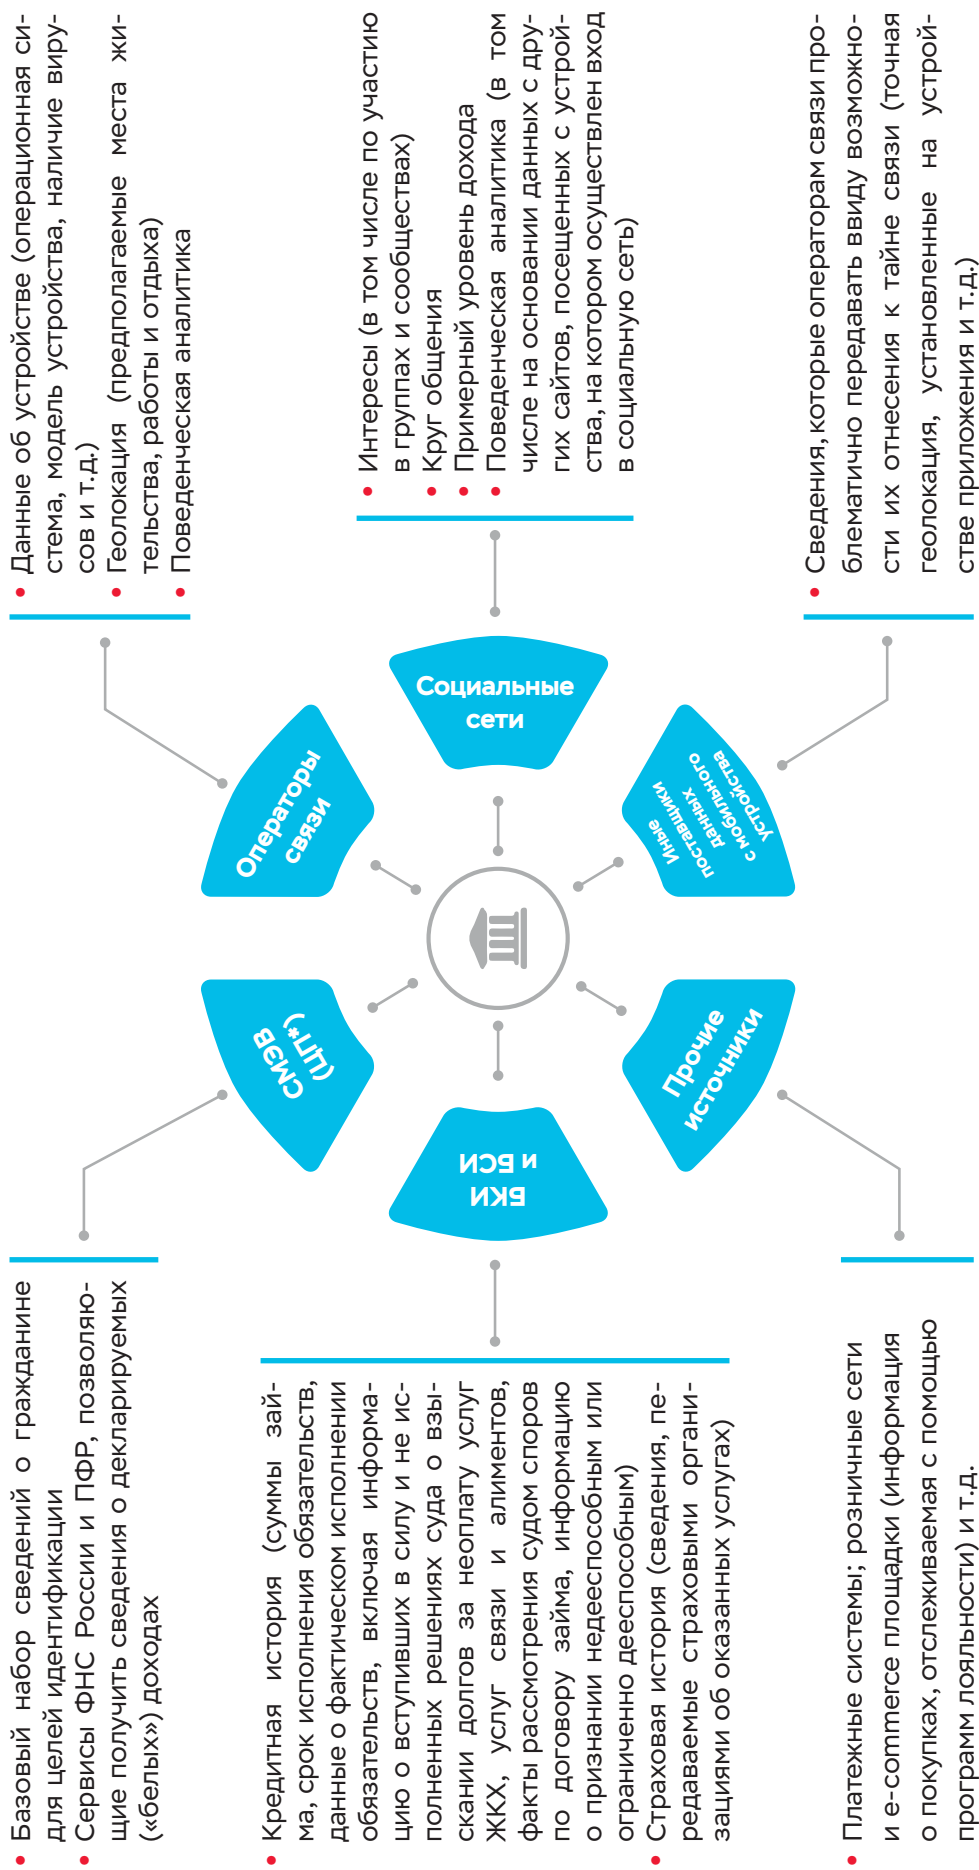 Базовый набор сведений о гражданине
для целей идентификации
Сервисы ФНС России и ПФР, позволяю-
щие получить сведения о декларируемых
(«белых») доходах
Кредитная история (суммы зай-
ма, срок исполнения обязательств,
данные о фактическом исполнении
обязательств, включая информа-
цию о вступивших в силу и не ис-
полненных решениях суда о взы-
скании долгов за неоплату услуг
ЖКХ, услуг связи и алиментов,
факты рассмотрения судом споров
по договору займа, информацию
о признании недееспособным или
ограниченно дееспособным)
Страховая история (сведения, пе-
редаваемые страховыми органи-
зациями об оказанных услугах)
Платежные системы; розничные сети
и e-commerce площадки (информация
о покупках, отслеживаемая с помощью
программ лояльности) и т.д.
СМЭВ
(ЦП*)
БКИ
и БСИ
Прочие
источники
Операторы
связи
Социальные
сети
Иные
поставщики
данных
с мобильного
устройства
Данные об устройстве (операционная си-
стема, модель устройства, наличие виру-
сов и т.д.)
Геолокация (предполагаемые места жи-
тельства, работы и отдыха)
Поведенческая аналитика
Интересы (в том числе по участию
в группах и сообществах)
Круг общения
Примерный уровень дохода
Поведенческая аналитика (в том
числе на основании данных с дру-
гих сайтов, посещенных с устрой-
ства, на котором осуществлен вход
в социальную сеть)
Сведения, которые операторам связи про-
блематично передавать ввиду возможно-
сти их отнесения к тайне связи (точная
геолокация, установленные на устрой-
стве приложения и т.д.)